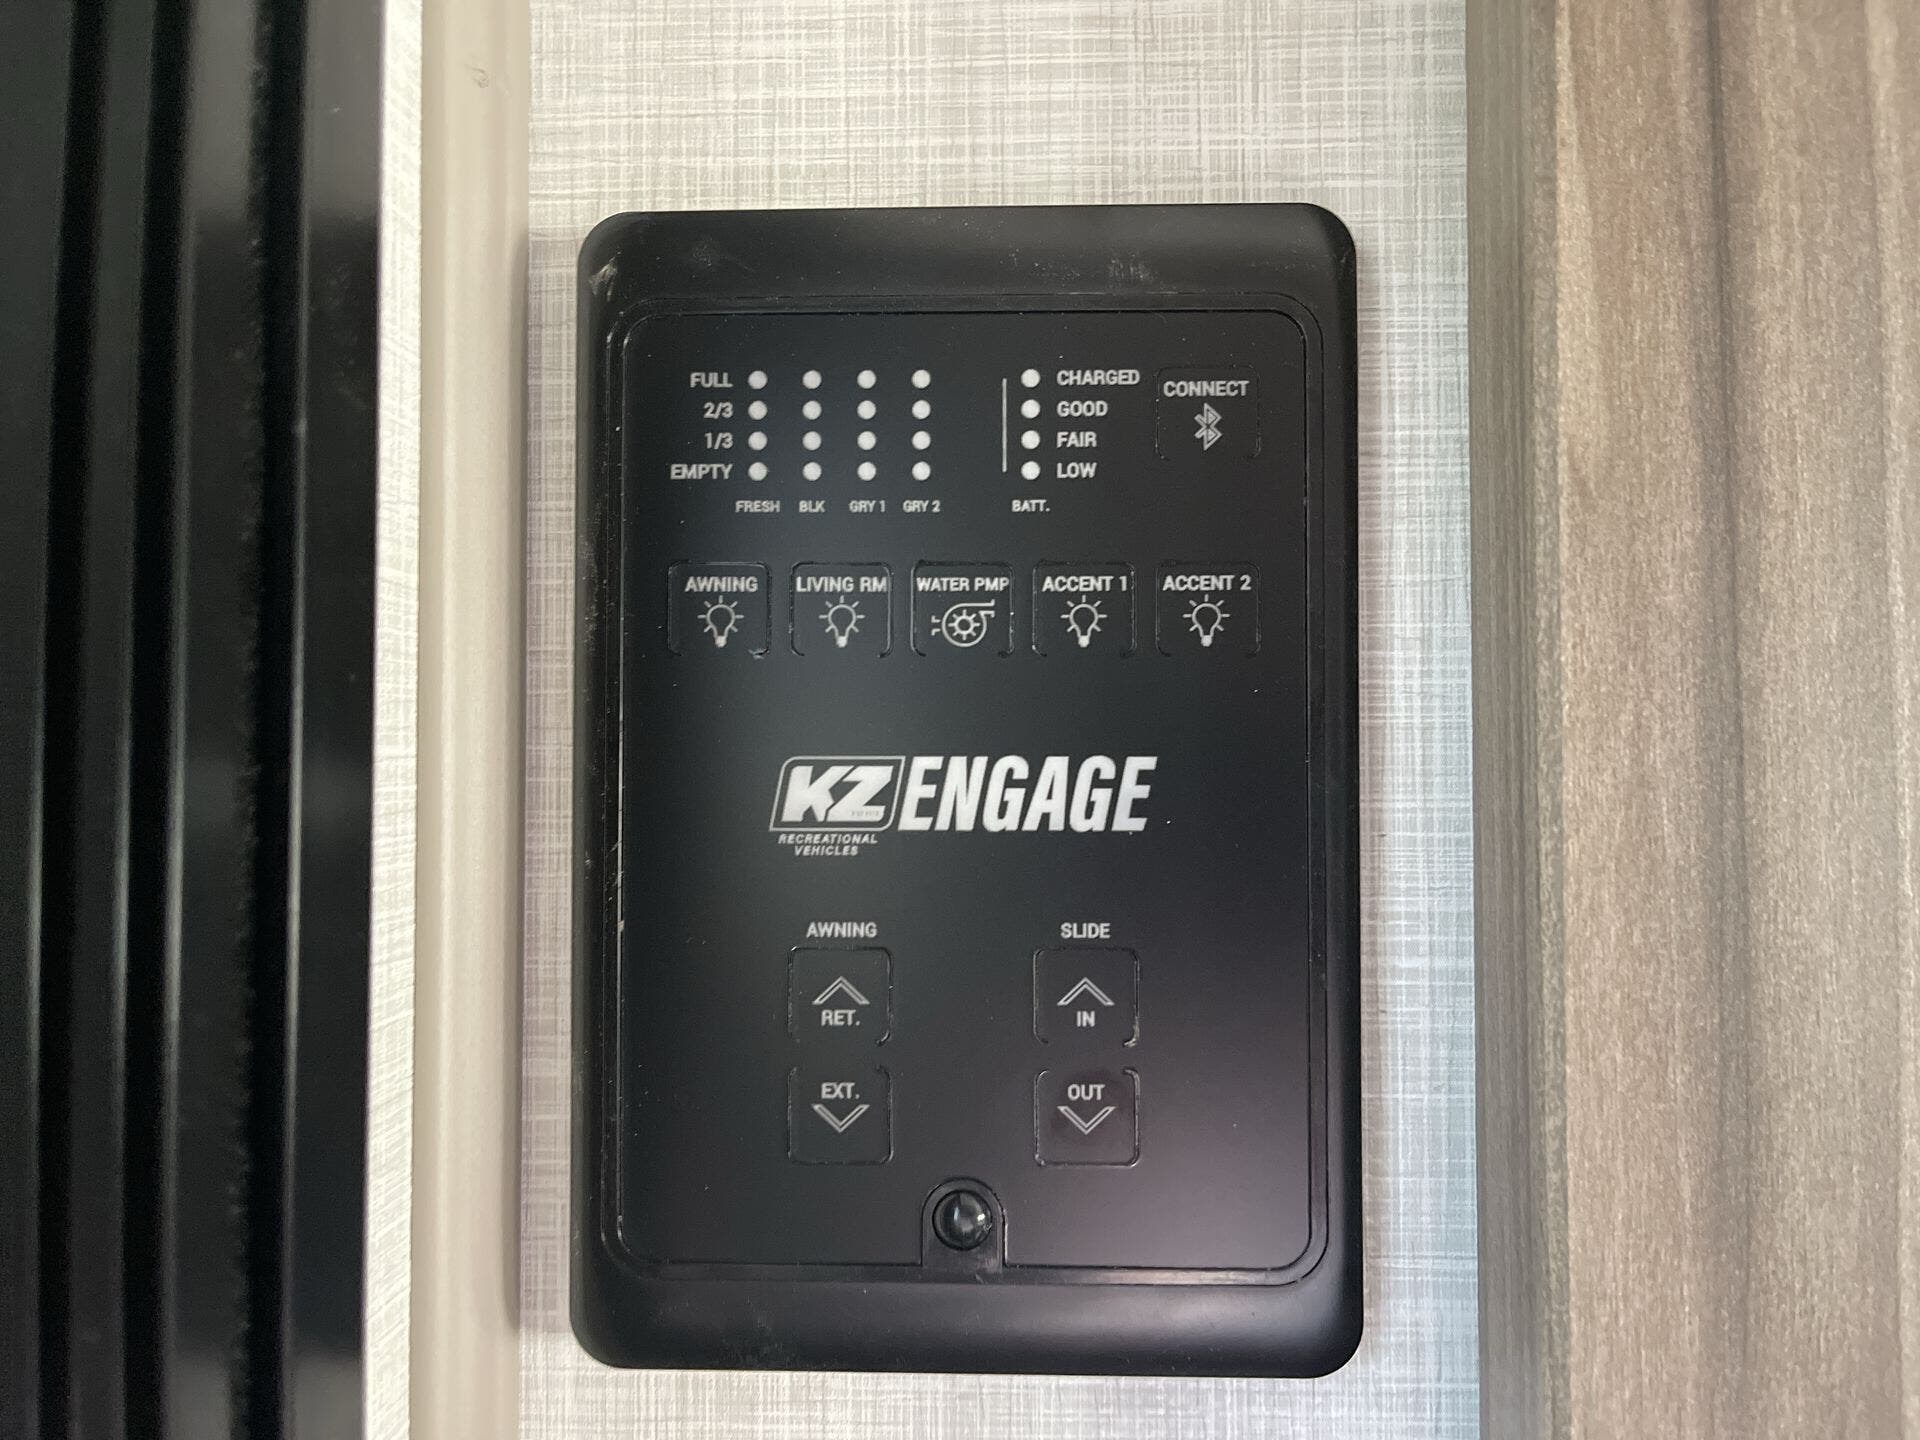 FULL CHARGED CONNECT
2/3 GOOD
1/3 FAIR
EMPTY LOW
FRESH BLK GRY 1 GRY 2 BATT.
AWNING LIVING RM WATER PMP ACCENT 1 ACCENT 2
KZ ENGAGE
RECREATIONAL
VEHICLES
AWNING SLIDE
RET. IN
EXT. OUT